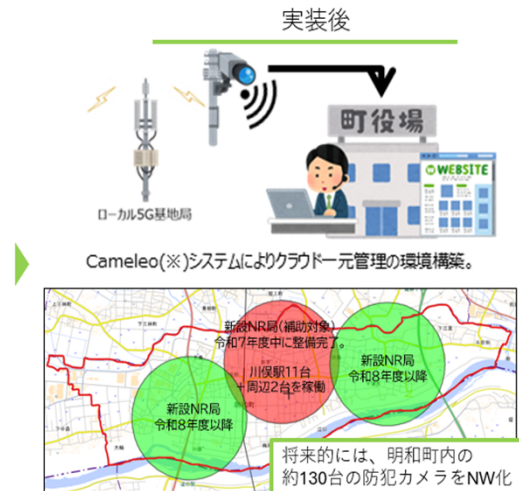 実装後
町役場
WEBSITE
ローカル5G基地局
Cameleo(※)システムによりクラウド一元管理の環境構築。
新設NR局(補助対象)
令和7年度中に整備完了。
川俣駅11台
+周辺2台を稼働
新設NR局
令和8年度以降
新設NR局
令和8年度以降
将来的には、明和町内の
約130台の防犯カメラをNW化